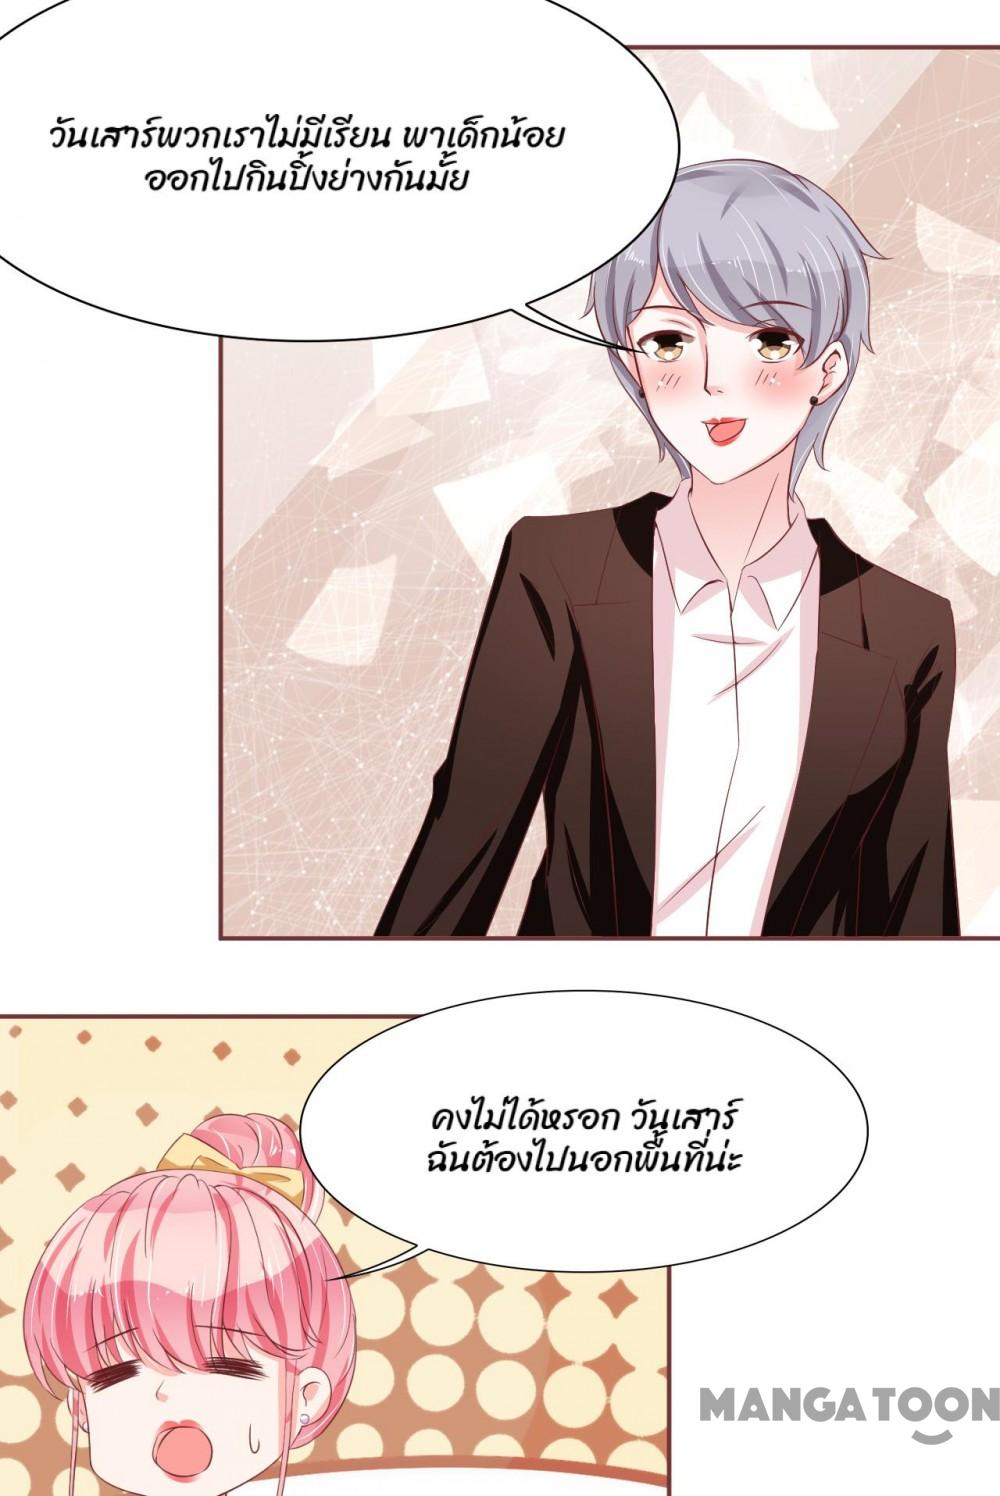 วันเสาร์พวกเราไม่มีเรียน พาเด็กน้อย
ออกไปกินปิ้งย่างกันมั้ย
คงไม่ได้หรอก วันเสาร์
ฉันต้องไปนอกพื้นที่น่ะ
MANGATOON